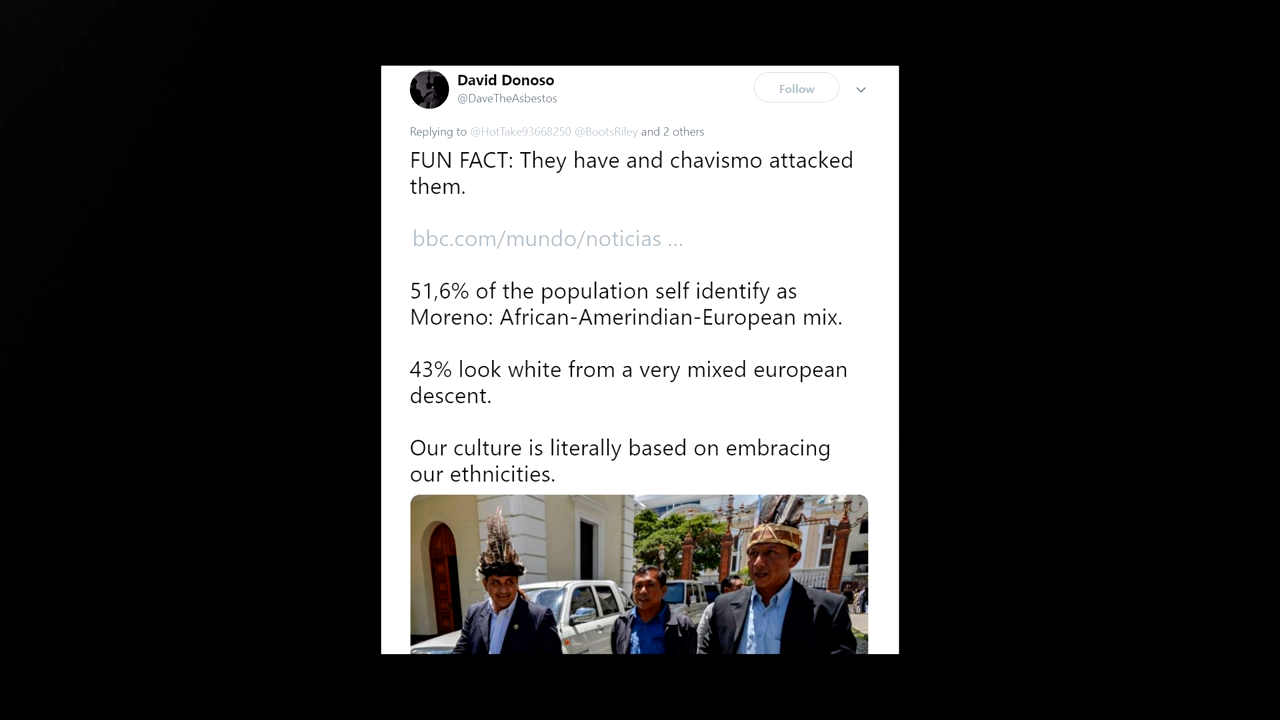 David Donoso
@DaveTheAsbestos
Follow
Replying to @HotTake93668250 @BootsRiley and 2 others
FUN FACT: They have and chavismo attacked
them.
bbc.com/mundo/noticias ...
51,6% of the population self identify as
Moreno: African-Amerindian-European mix.
43% look white from a very mixed european
descent.
Our culture is literally based on embracing
our ethnicities.